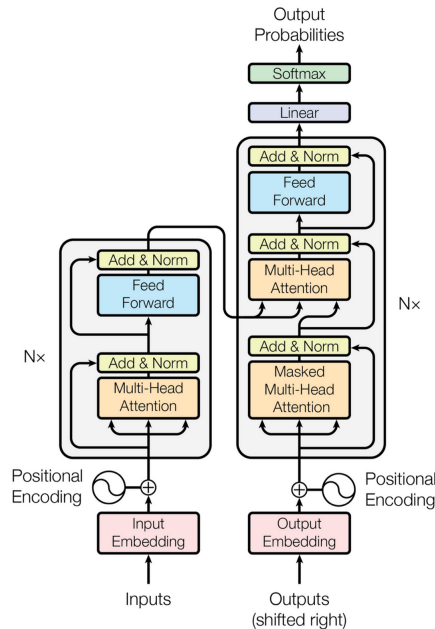 Output
Probabilities
Softmax
Linear
Add & Norm
Feed
Forward
Add & Norm
Multi-Head
Attention
Add & Norm
Masked
Multi-Head
Attention
N×
Positional
Encoding
Output
Embedding
Outputs
(shifted right)
Add & Norm
Feed
Forward
Add & Norm
Multi-Head
Attention
N×
Positional
Encoding
Input
Embedding
Inputs